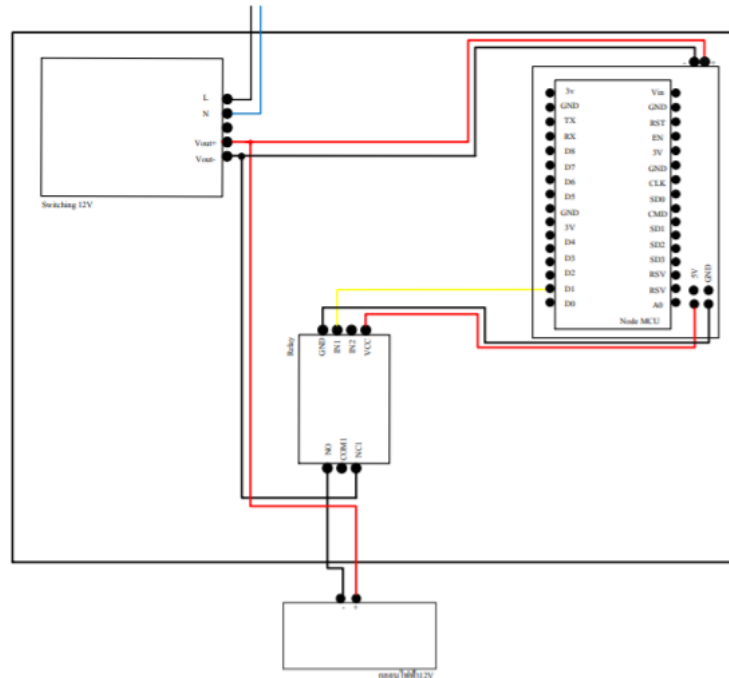 L
N
Vout+
Vout-
Switching 12V
- +
3v
GND
TX
RX
D8
D7
D6
D5
GND
3V
D4
D3
D2
D1
D0
Vin
GND
RST
EN
3V
GND
CLK
SD0
CMD
SD1
SD2
SD3
RSV
RSV
A0
Node MCU
5V
GND
Relay
GND
IN1
IN2
VCC
NO
COM1
NC1
- +